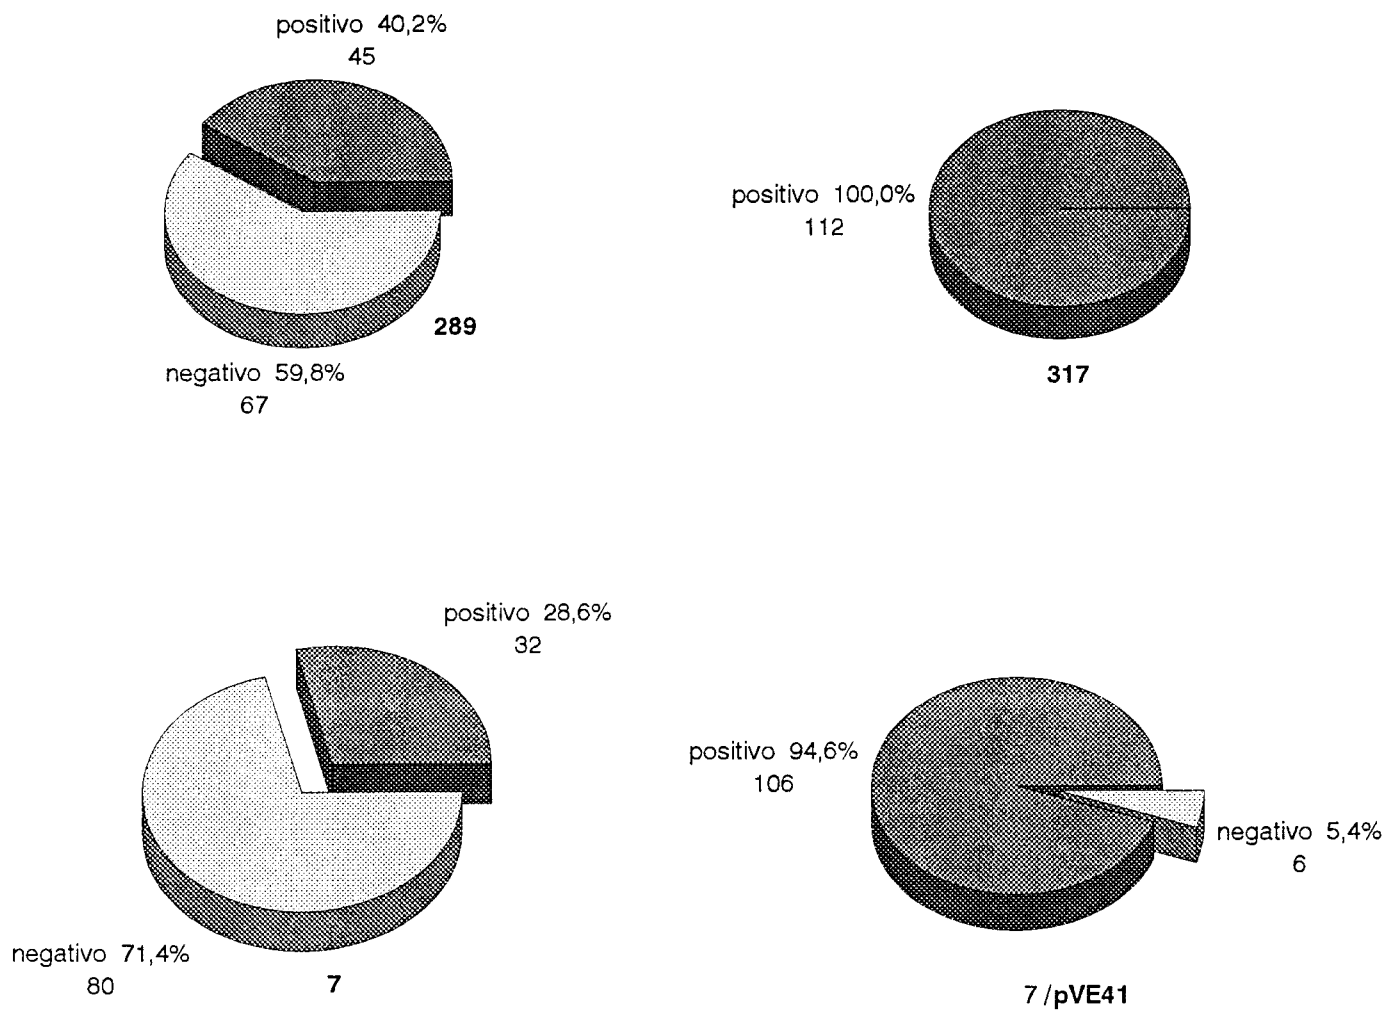 positivo 40,2%
45
289
negativo 59,8%
67
positivo 100,0%
112
317
positivo 28,6%
32
negativo 71,4%
80
7
positivo 94,6%
106
negativo 5,4%
6
7 /pVE41